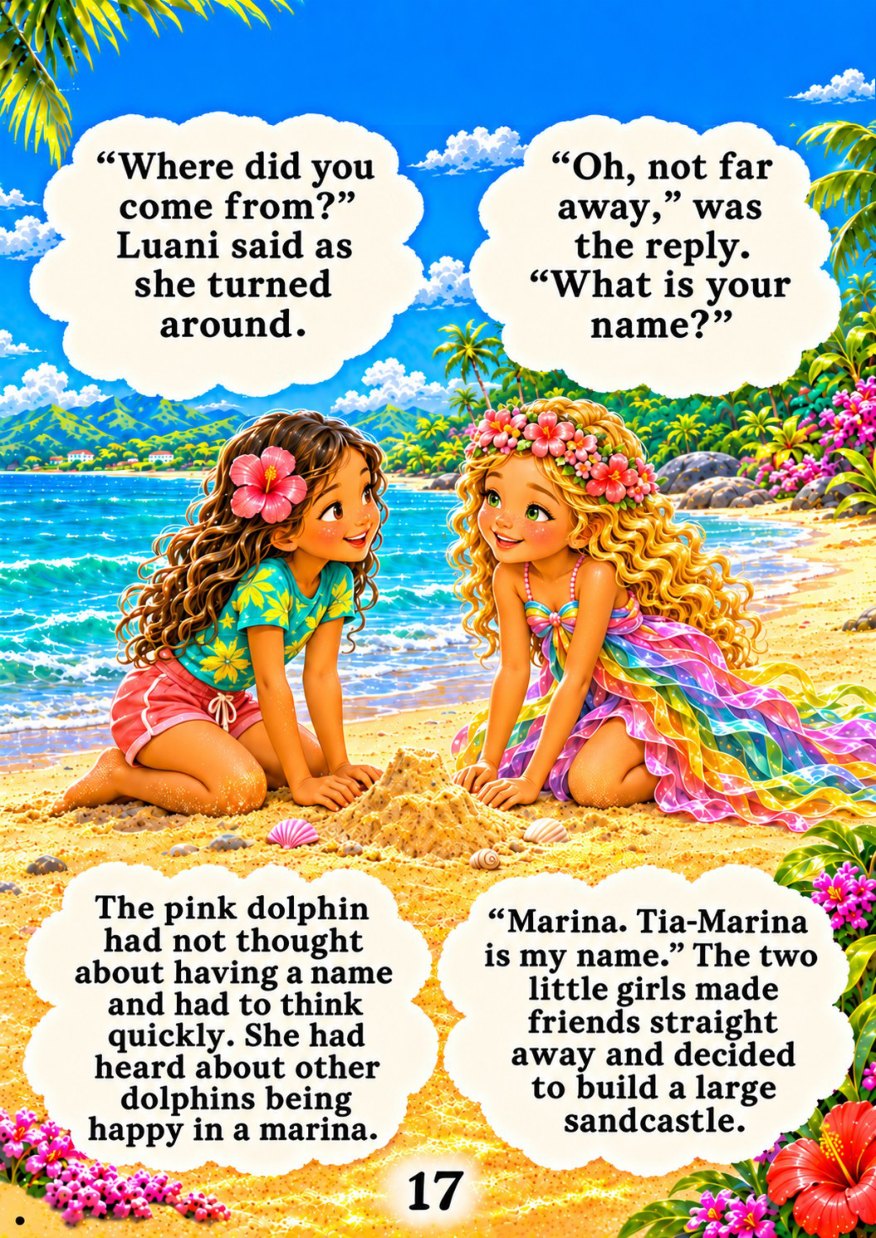 “Where did you
come from?”
Luani said as
she turned
around.
“Oh, not far
away,” was
the reply.
“What is your
name?”
The pink dolphin
had not thought
about having a name
and had to think
quickly. She had
heard about other
dolphins being
happy in a marina.
“Marina. Tia-Marina
is my name.” The two
little girls made
friends straight
away and decided
to build a large
sandcastle.
17